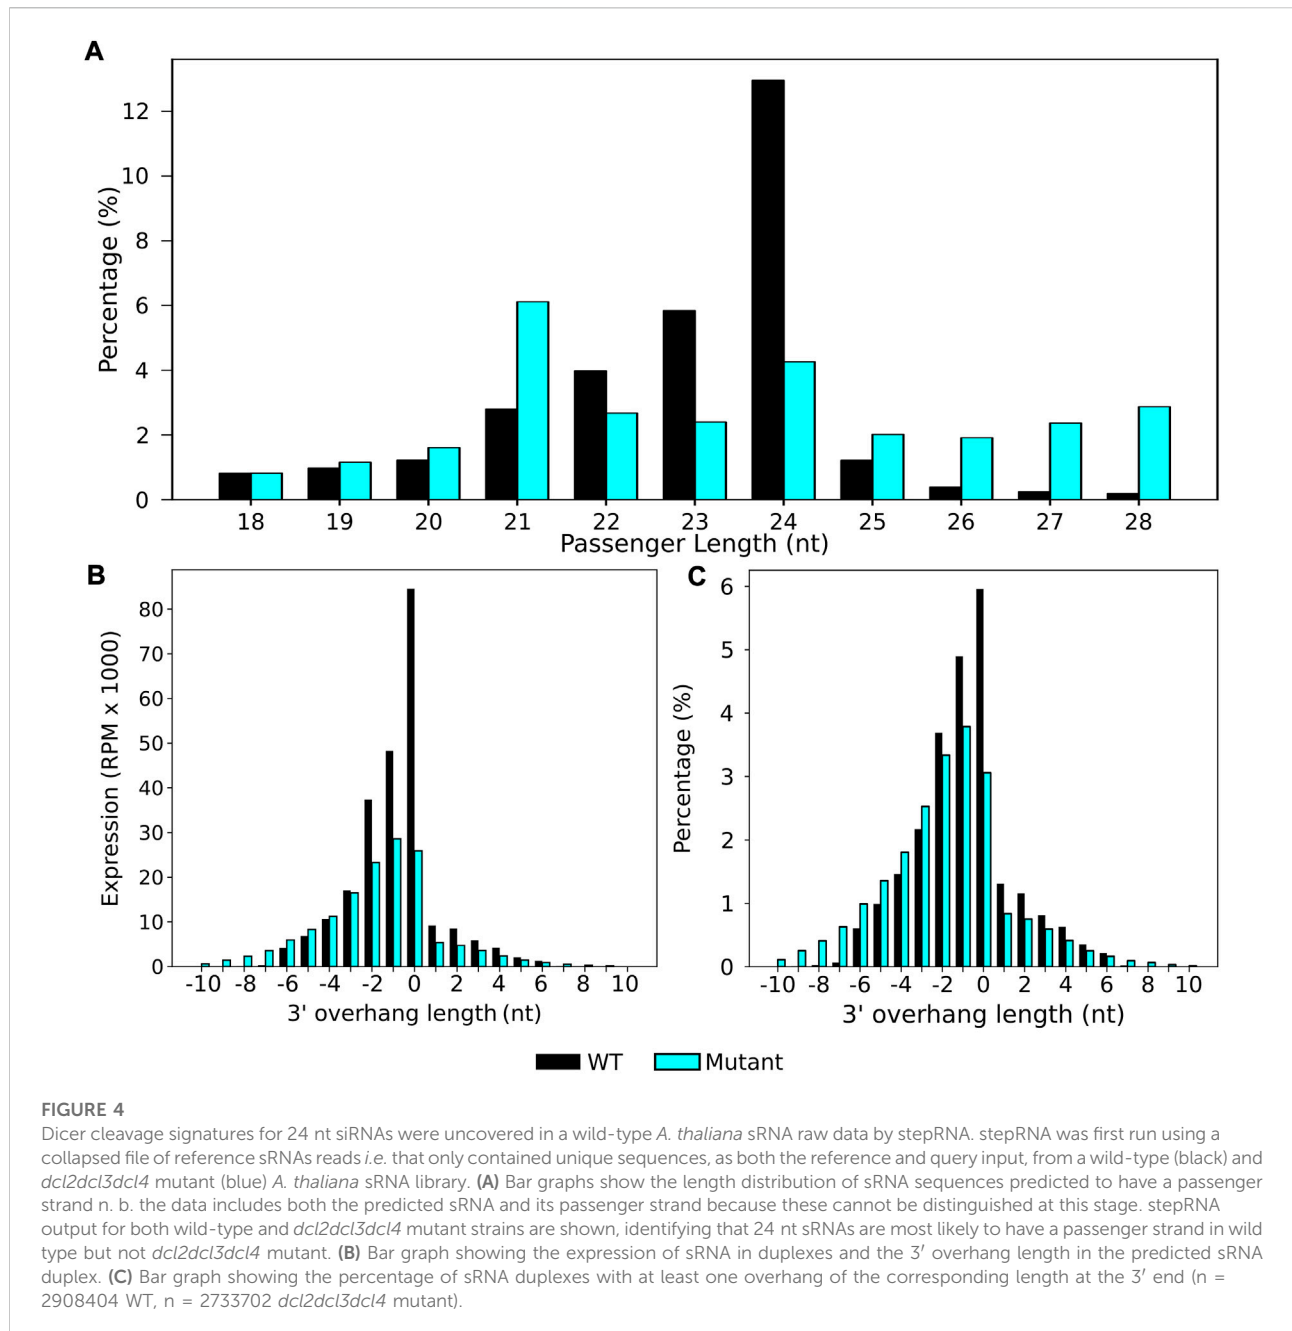 A
Percentage (%)
12
10
8
6
4
2
0
18 19 20 21 22 23 24 25 26 27 28
Passenger Length (nt)
B
Expression (RPM x 1000)
80
70
60
50
40
30
20
10
0
-10 -8 -6 -4 -2 0 2 4 6 8 10
3' overhang length (nt)
C
Percentage (%)
6
5
4
3
2
1
0
-10 -8 -6 -4 -2 0 2 4 6 8 10
3' overhang length (nt)
WT Mutant
FIGURE 4
Dicer cleavage signatures for 24 nt siRNAs were uncovered in a wild-type A. thaliana sRNA raw data by stepRNA. stepRNA was first run using a
collapsed file of reference sRNAs reads i.e. that only contained unique sequences, as both the reference and query input, from a wild-type (black) and
dcl2dcl3dcl4 mutant (blue) A. thaliana sRNA library. (A) Bar graphs show the length distribution of sRNA sequences predicted to have a passenger
strand n. b. the data includes both the predicted sRNA and its passenger strand because these cannot be distinguished at this stage. stepRNA
output for both wild-type and dcl2dcl3dcl4 mutant strains are shown, identifying that 24 nt sRNAs are most likely to have a passenger strand in wild
type but not dcl2dcl3dcl4 mutant. (B) Bar graph showing the expression of sRNA in duplexes and the 3′ overhang length in the predicted sRNA
duplex. (C) Bar graph showing the percentage of sRNA duplexes with at least one overhang of the corresponding length at the 3′ end (n =
2908404 WT, n = 2733702 dcl2dcl3dcl4 mutant).